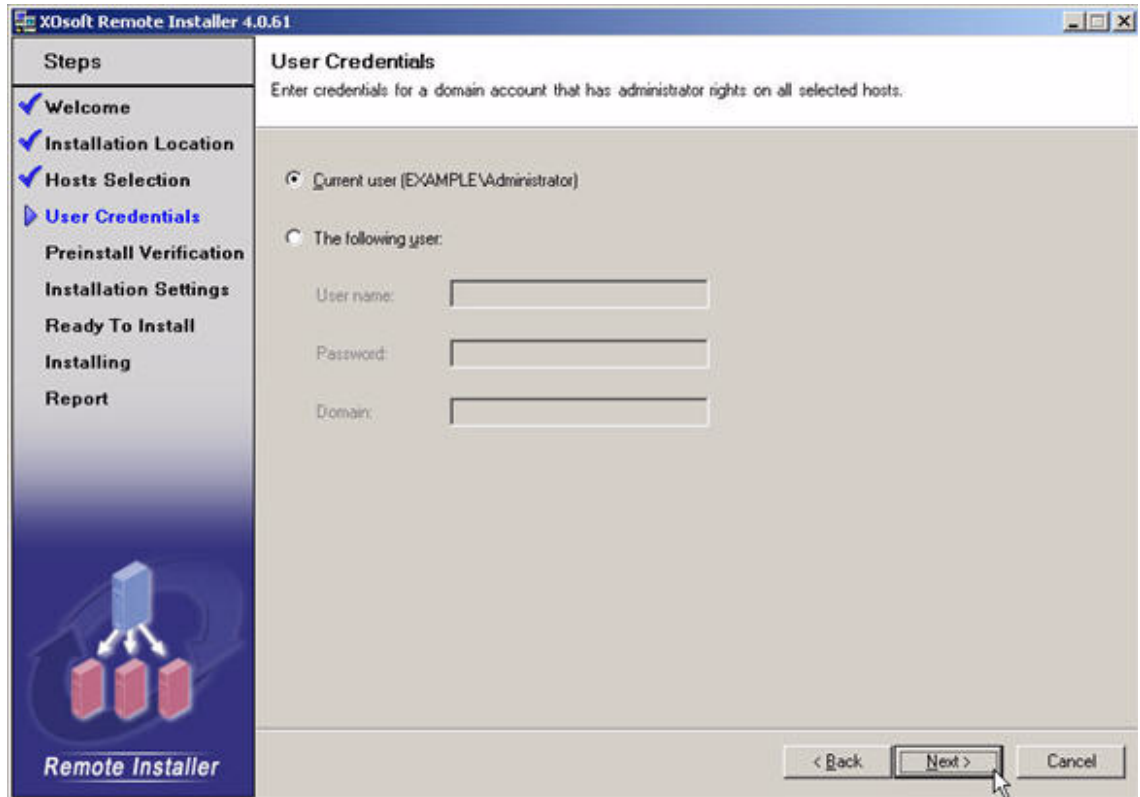 XOsoft Remote Installer 4.0.61
Steps
Welcome
Installation Location
Hosts Selection
User Credentials
Preinstall Verification
Installation Settings
Ready To Install
Installing
Report
Remote Installer
User Credentials
Enter credentials for a domain account that has administrator rights on all selected hosts.
Current user (EXAMPLE\Administrator)
The following user:
User name:
Password:
Domain:
< Back
Next >
Cancel